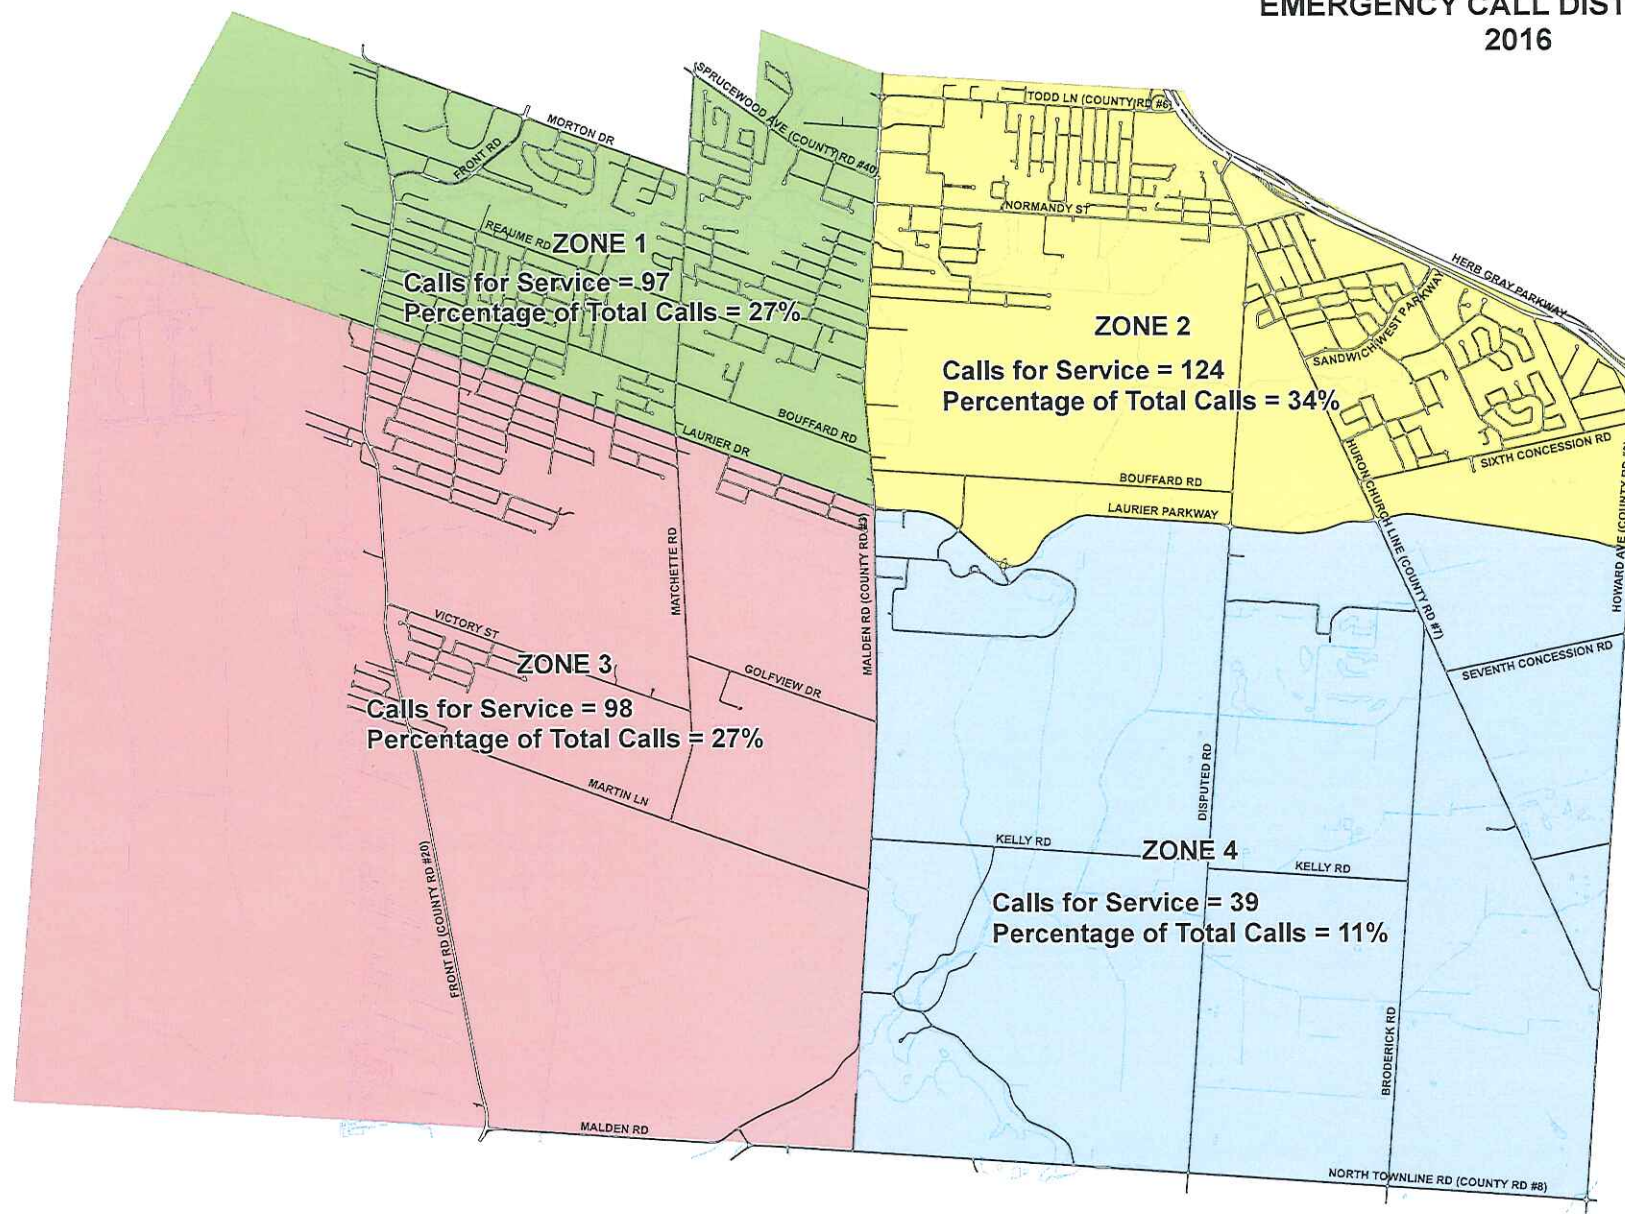 EMERGENCY CALL DIST
2016
SPRUCEWOOD AVE (COUNTY RD #40)
TODD LN (COUNTY RD #6)
MORTON DR
FRONT RD
NORMANDY ST
REAUME RD
ZONE 1
Calls for Service = 97
Percentage of Total Calls = 27%
HERB GRAY PARKWAY
SANDWICH WEST PARKWAY
ZONE 2
Calls for Service = 124
Percentage of Total Calls = 34%
BOUFFARD RD
LAURIER DR
HURON CHURCH LINE (COUNTY RD #7)
SIXTH CONCESSION RD
BOUFFARD RD
LAURIER PARKWAY
HOWARD AVE (COUNTY RD
MATCHETTE RD
MALDEN RD (COUNTY RD #3)
VICTORY ST
ZONE 3
GOLFVIEW DR
SEVENTH CONCESSION RD
Calls for Service = 98
Percentage of Total Calls = 27%
DISPUTED RD
MARTIN LN
KELLY RD
ZONE 4
KELLY RD
FRONT RD (COUNTY RD #20)
Calls for Service = 39
Percentage of Total Calls = 11%
BRODERICK RD
MALDEN RD
NORTH TOWNLINE RD (COUNTY RD #8)